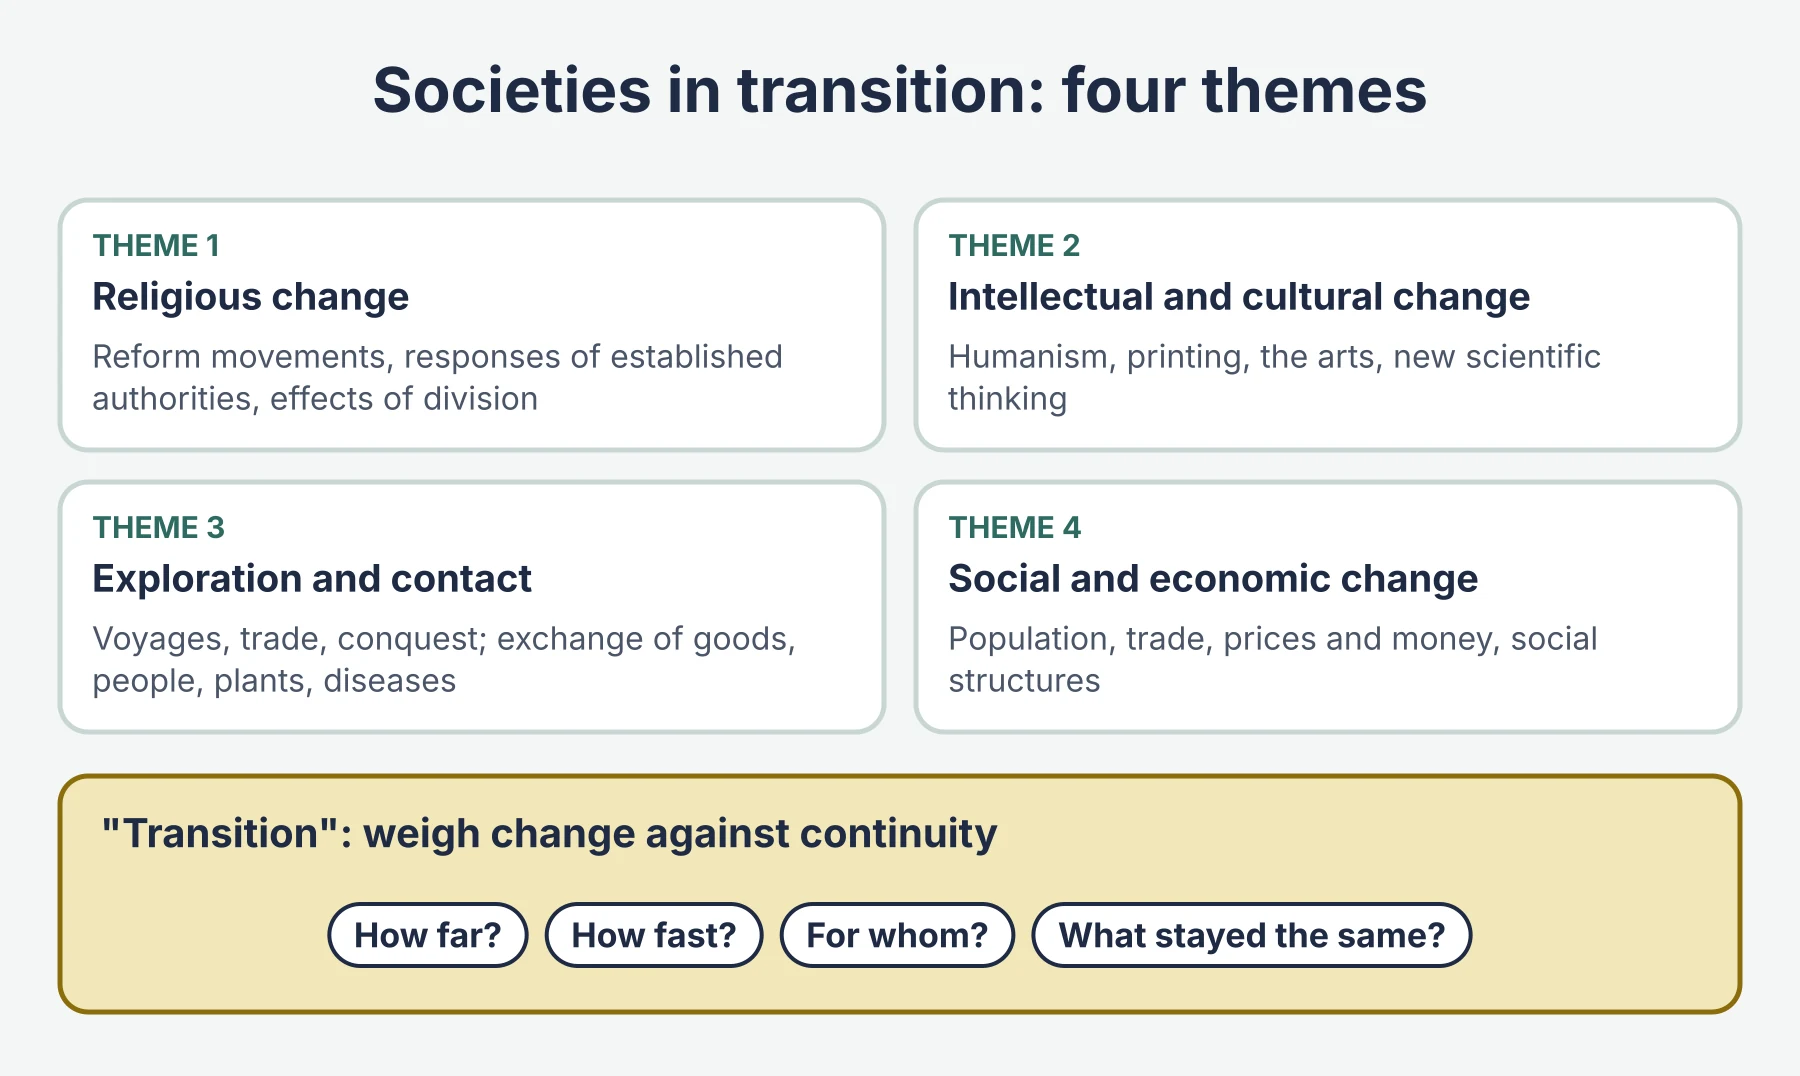 Societies in transition: four themes
THEME 1
Religious change
Reform movements, responses of established
authorities, effects of division
THEME 2
Intellectual and cultural change
Humanism, printing, the arts, new scientific
thinking
THEME 3
Exploration and contact
Voyages, trade, conquest; exchange of goods,
people, plants, diseases
THEME 4
Social and economic change
Population, trade, prices and money, social
structures
"Transition": weigh change against continuity
How far?
How fast?
For whom?
What stayed the same?